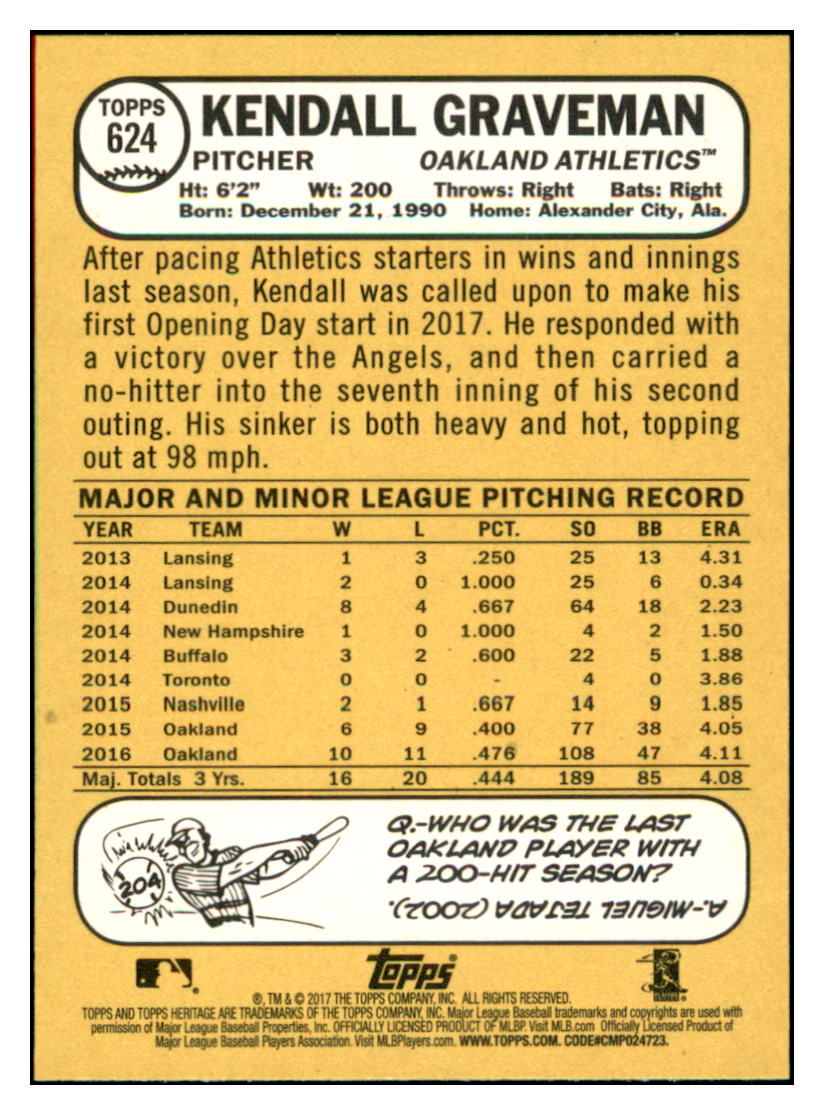 TOPPS
624
KENDALL GRAVEMAN
PITCHER OAKLAND ATHLETICS™
Ht: 6'2" Wt: 200 Throws: Right Bats: Right
Born: December 21, 1990 Home: Alexander City, Ala.
After pacing Athletics starters in wins and innings
last season, Kendall was called upon to make his
first Opening Day start in 2017. He responded with
a victory over the Angels, and then carried a
no-hitter into the seventh inning of his second
outing. His sinker is both heavy and hot, topping
out at 98 mph.
MAJOR AND MINOR LEAGUE PITCHING RECORD
YEAR TEAM W L PCT. SO BB ERA
2013 Lansing 1 3 .250 25 13 4.31
2014 Lansing 2 0 1.000 25 6 0.34
2014 Dunedin 8 4 .667 64 18 2.23
2014 New Hampshire 1 0 1.000 4 2 1.50
2014 Buffalo 3 2 .600 22 5 1.88
2014 Toronto 0 0 - 4 0 3.86
2015 Nashville 2 1 .667 14 9 1.85
2015 Oakland 6 9 .400 77 38 4.05
2016 Oakland 10 11 .476 108 47 4.11
Maj. Totals 3 Yrs. 16 20 .444 189 85 4.08
204
Q.-WHO WAS THE LAST
OAKLAND PLAYER WITH
A 200-HIT SEASON?
A.-MIGUEL TEJADA (2002).
topps
®, TM & © 2017 THE TOPPS COMPANY, INC. ALL RIGHTS RESERVED.
TOPPS AND TOPPS HERITAGE ARE TRADEMARKS OF THE TOPPS COMPANY, INC. Major League Baseball trademarks and copyrights are used with
permission of Major League Baseball Properties, Inc. OFFICIALLY LICENSED PRODUCT OF MLBP. Visit MLB.com Officially Licensed Product of
Major League Baseball Players Association. Visit MLBPlayers.com. WWW.TOPPS.COM. CODE#CMP024723.